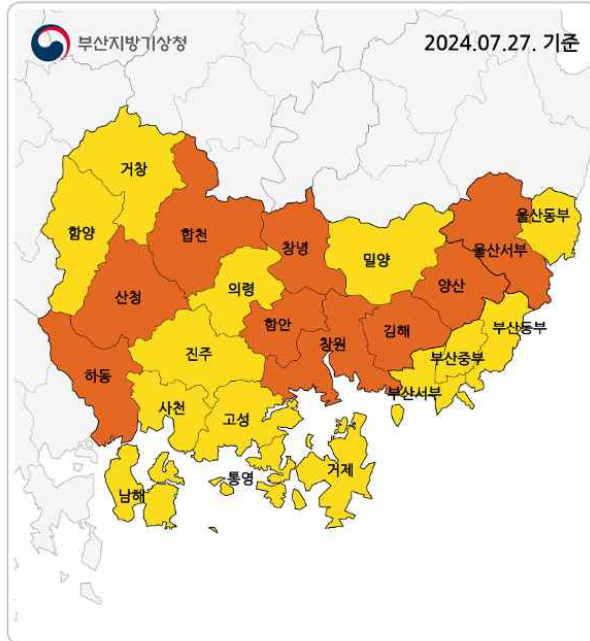 부산지방기상청
2024.07.27. 기준
거창
함양
합천
창녕
밀양
울산동부
울산서부
산청
의령
양산
함안
창원
김해
부산동부
진주
부산중부
하동
부산서부
사천
고성
거제
통영
남해